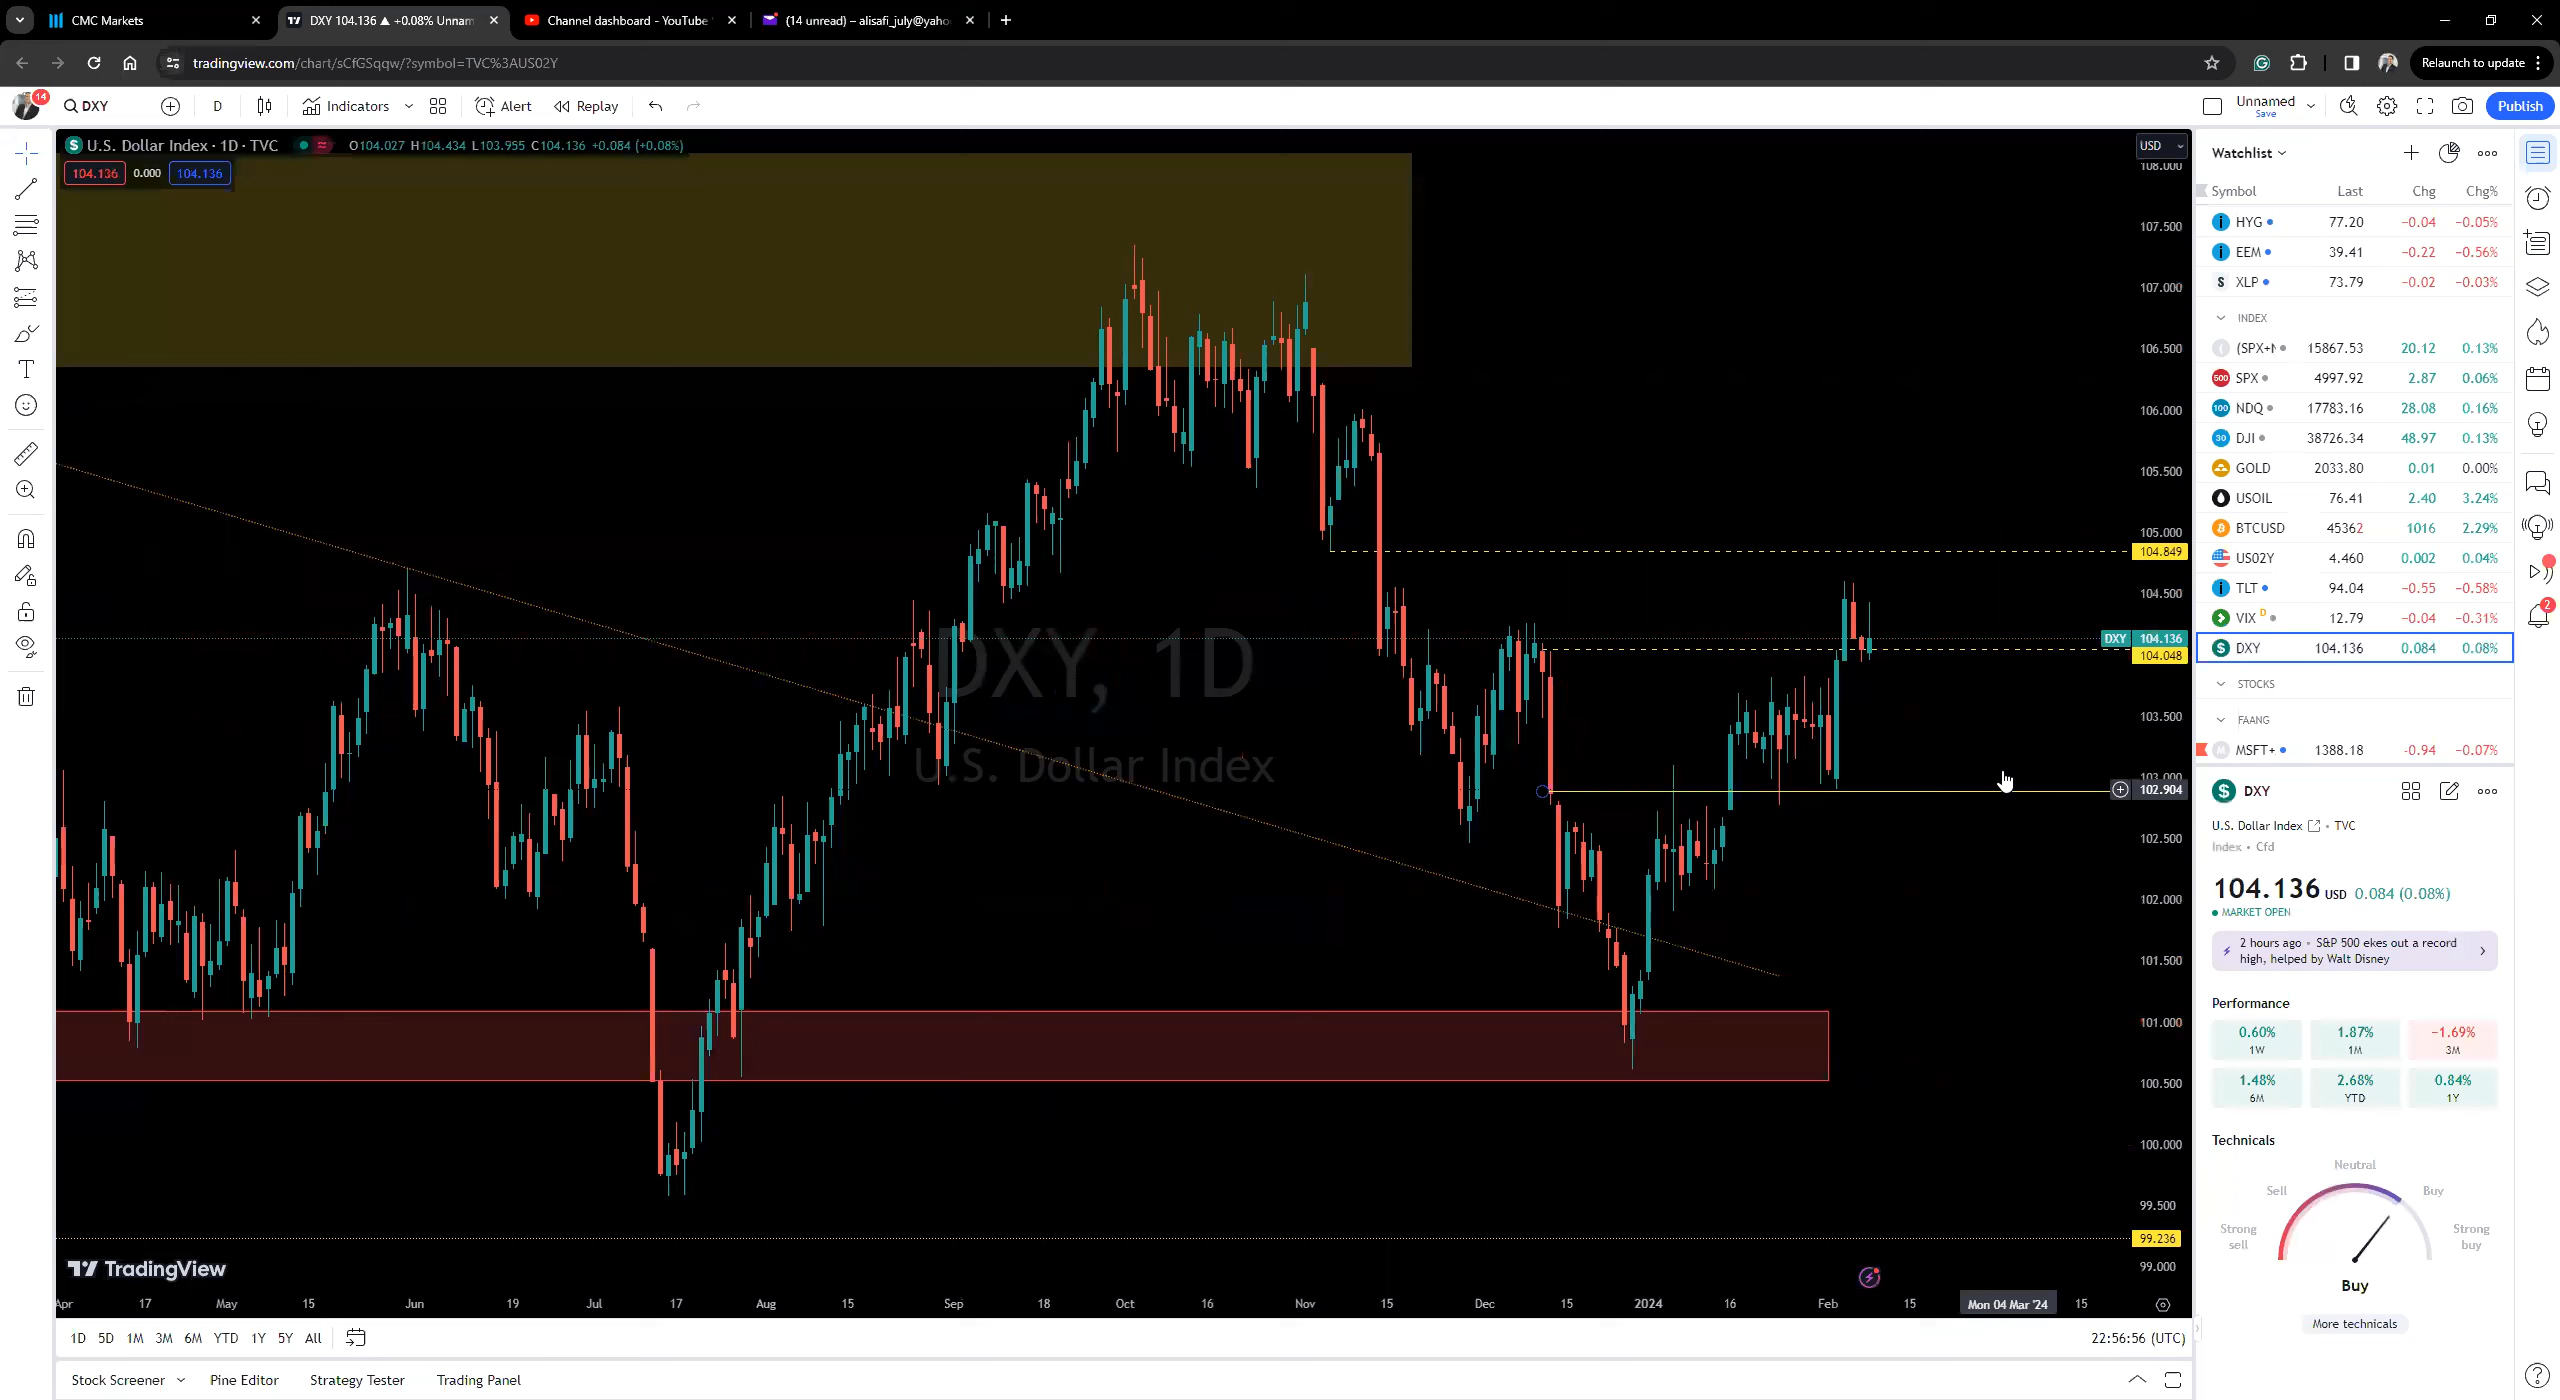 CMC Markets
DXY 104.136 ▲ +0.08% Unnam
Channel dashboard - YouTube
(14 unread) – alisafi_july@yaho
tradingview.com/chart/sCfGSqqw/?symbol=TVC%3AUS02Y
Relaunch to update
14
DXY
D
Indicators
Alert
Replay
Unnamed
Save
Publish
U.S. Dollar Index · 1D · TVC
O104.027 H104.434 L103.955 C104.136 +0.084 (+0.08%)
104.136
0.000
104.136
USD
108.000
107.500
107.000
106.500
106.000
105.500
105.000
104.849
104.500
DXY 104.136
104.048
103.500
103.000
102.904
102.500
102.000
101.500
101.000
100.500
100.000
99.500
99.236
99.000
DXY, 1D
U.S. Dollar Index
TradingView
Apr 17 May 15 Jun 19 Jul 17 Aug 15 Sep 18 Oct 16 Nov 15 Dec 15 2024 16 Feb 15 Mon 04 Mar '24 15
1D 5D 1M 3M 6M YTD 1Y 5Y All
22:56:56 (UTC)
Stock Screener
Pine Editor
Strategy Tester
Trading Panel
Watchlist
Symbol Last Chg Chg%
HYG 77.20 −0.04 −0.05%
EEM 39.41 −0.22 −0.56%
XLP 73.79 −0.02 −0.03%
INDEX
(SPX+N 15867.53 20.12 0.13%
500 SPX 4997.92 2.87 0.06%
100 NDQ 17783.16 28.08 0.16%
30 DJI 38726.34 48.97 0.13%
GOLD 2033.80 0.01 0.00%
USOIL 76.41 2.40 3.24%
BTCUSD 45362 1016 2.29%
US02Y 4.460 0.002 0.04%
TLT 94.04 −0.55 −0.58%
VIX D 12.79 −0.04 −0.31%
DXY 104.136 0.084 0.08%
STOCKS
FAANG
MSFT+ 1388.18 -0.94 −0.07%
DXY
U.S. Dollar Index • TVC
Index • Cfd
104.136 USD 0.084 (0.08%)
MARKET OPEN
2 hours ago • S&P 500 ekes out a record
high, helped by Walt Disney
Performance
0.60% 1.87% −1.69%
1W 1M 3M
1.48% 2.68% 0.84%
6M YTD 1Y
Technicals
Neutral
Sell
Buy
Strong
sell
Strong
buy
Buy
More technicals
2